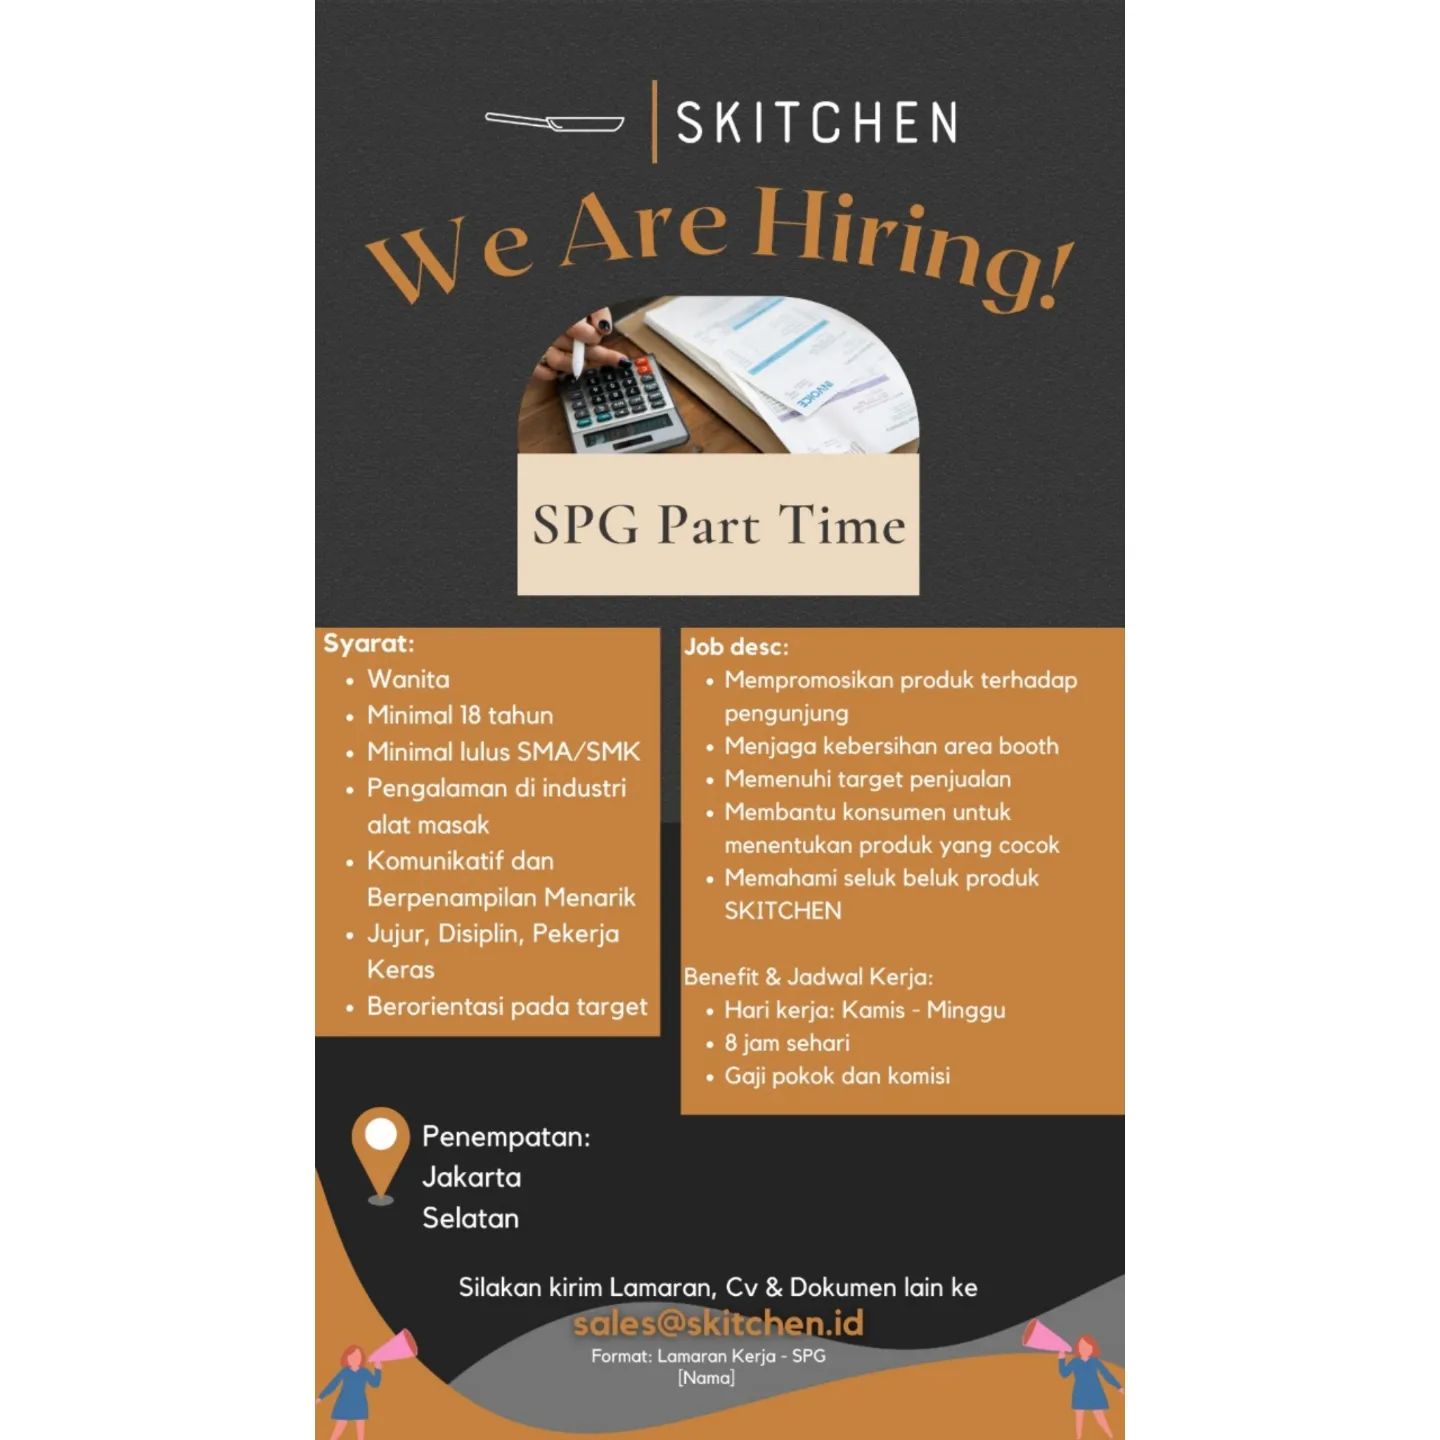 SKITCHEN
We Are Hiring!
INVOICE
SPG Part Time
Syarat:
• Wanita
• Minimal 18 tahun
• Minimal lulus SMA/SMK
• Pengalaman di industri
alat masak
• Komunikatif dan
Berpenampilan Menarik
• Jujur, Disiplin, Pekerja
Keras
• Berorientasi pada target
Job desc:
• Mempromosikan produk terhadap
pengunjung
• Menjaga kebersihan area booth
• Memenuhi target penjualan
• Membantu konsumen untuk
menentukan produk yang cocok
• Memahami seluk beluk produk
SKITCHEN
Benefit & Jadwal Kerja:
• Hari kerja: Kamis - Minggu
• 8 jam sehari
• Gaji pokok dan komisi
Penempatan:
Jakarta
Selatan
Silakan kirim Lamaran, Cv & Dokumen lain ke
sales@skitchen.id
Format: Lamaran Kerja - SPG
[Nama]